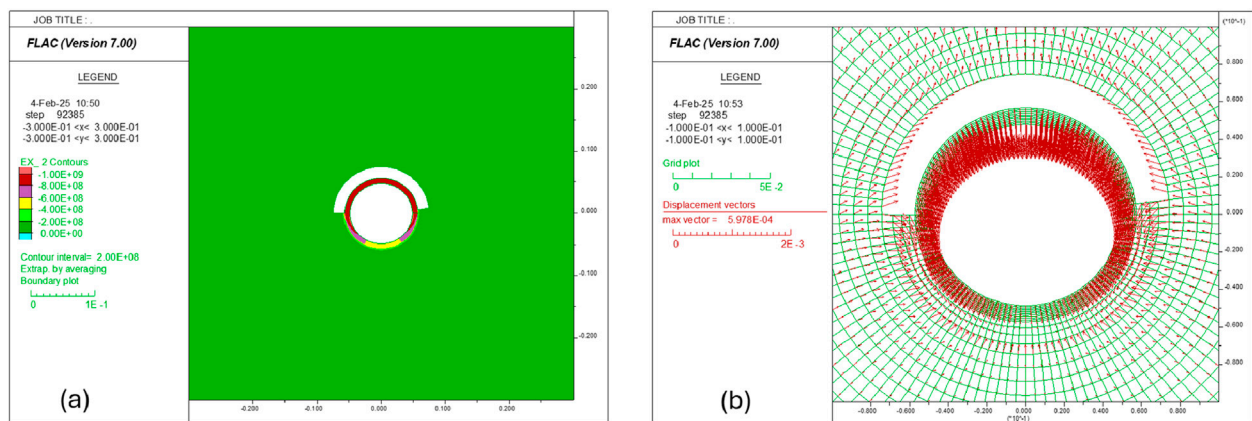 JOB TITLE : .
FLAC (Version 7.00)
LEGEND
4-Feb-25 10:50
step 92385
-3.000E-01 <x< 3.000E-01
-3.000E-01 <y< 3.000E-01
EX_ 2 Contours
-1.00E+09
-8.00E+08
-6.00E+08
-4.00E+08
-2.00E+08
0.00E+00
Contour interval= 2.00E+08
Extrap. by averaging
Boundary plot
0 1E -1
0.200
0.100
0.000
-0.100
-0.200
-0.200 -0.100 0.000 0.100 0.200
(a)
JOB TITLE : .
(*10^-1)
FLAC (Version 7.00)
LEGEND
4-Feb-25 10:53
step 92385
-1.000E-01 <x< 1.000E-01
-1.000E-01 <y< 1.000E-01
Grid plot
0 5E -2
Displacement vectors
max vector = 5.978E-04
0 2E -3
0.800
0.600
0.400
0.200
0.000
-0.200
-0.400
-0.600
-0.800
-0.800 -0.600 -0.400 -0.200 0.000 0.200 0.400 0.600 0.800
(*10^-1)
(b)